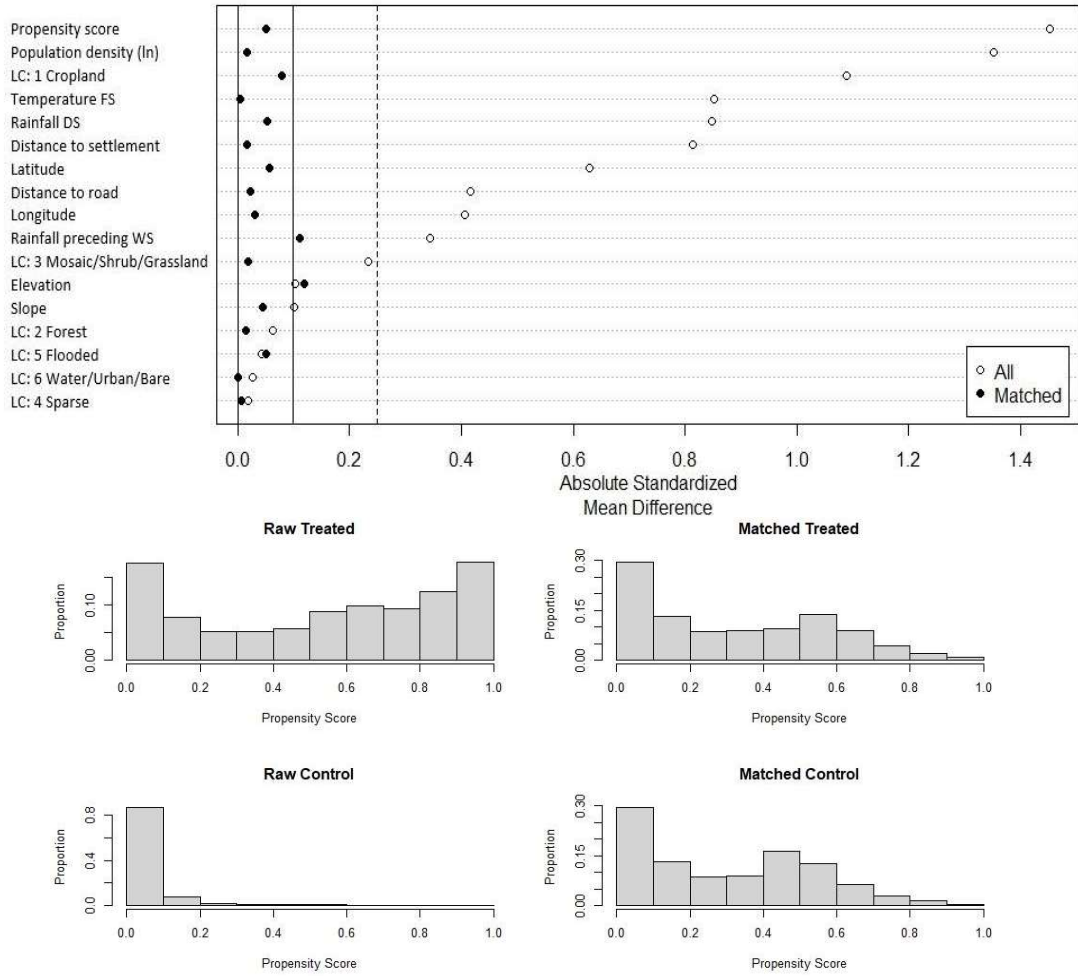 Propensity score
Population density (ln)
LC: 1 Cropland
Temperature FS
Rainfall DS
Distance to settlement
Latitude
Distance to road
Longitude
Rainfall preceding WS
LC: 3 Mosaic/Shrub/Grassland
Elevation
Slope
LC: 2 Forest
LC: 5 Flooded
LC: 6 Water/Urban/Bare
LC: 4 Sparse
All
Matched
0.0 0.2 0.4 0.6 0.8 1.0 1.2 1.4
Absolute Standardized
Mean Difference
Raw Treated
Proportion
0.00 0.10
0.0 0.2 0.4 0.6 0.8 1.0
Propensity Score
Matched Treated
Proportion
0.00 0.15 0.30
0.0 0.2 0.4 0.6 0.8 1.0
Propensity Score
Raw Control
Proportion
0.0 0.4 0.8
0.0 0.2 0.4 0.6 0.8 1.0
Propensity Score
Matched Control
Proportion
0.00 0.15 0.30
0.0 0.2 0.4 0.6 0.8 1.0
Propensity Score